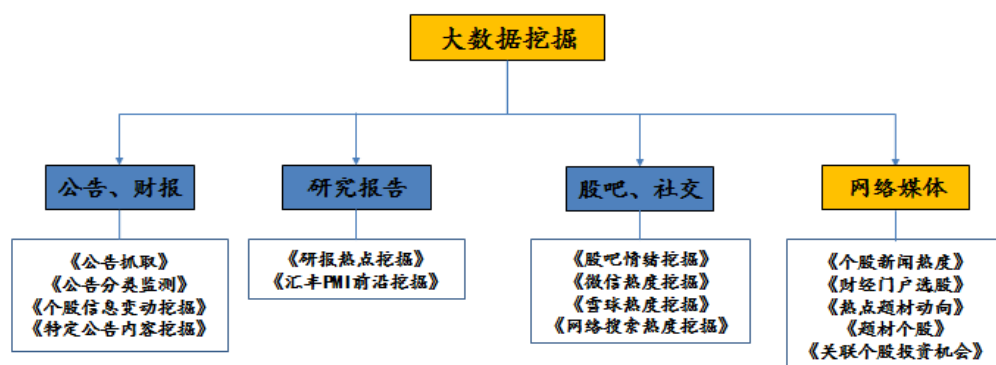 大数据挖掘
公告、财报
研究报告
股吧、社交
网络媒体
《公告抓取》
《公告分类监测》
《个股信息变动挖掘》
《特定公告内容挖掘》
《研报热点挖掘》
《汇丰PMI前沿挖掘》
《股吧情绪挖掘》
《微信热度挖掘》
《雪球热度挖掘》
《网络搜索热度挖掘》
《个股新闻热度》
《财经门户选股》
《热点题材动向》
《题材个股》
《关联个股投资机会》